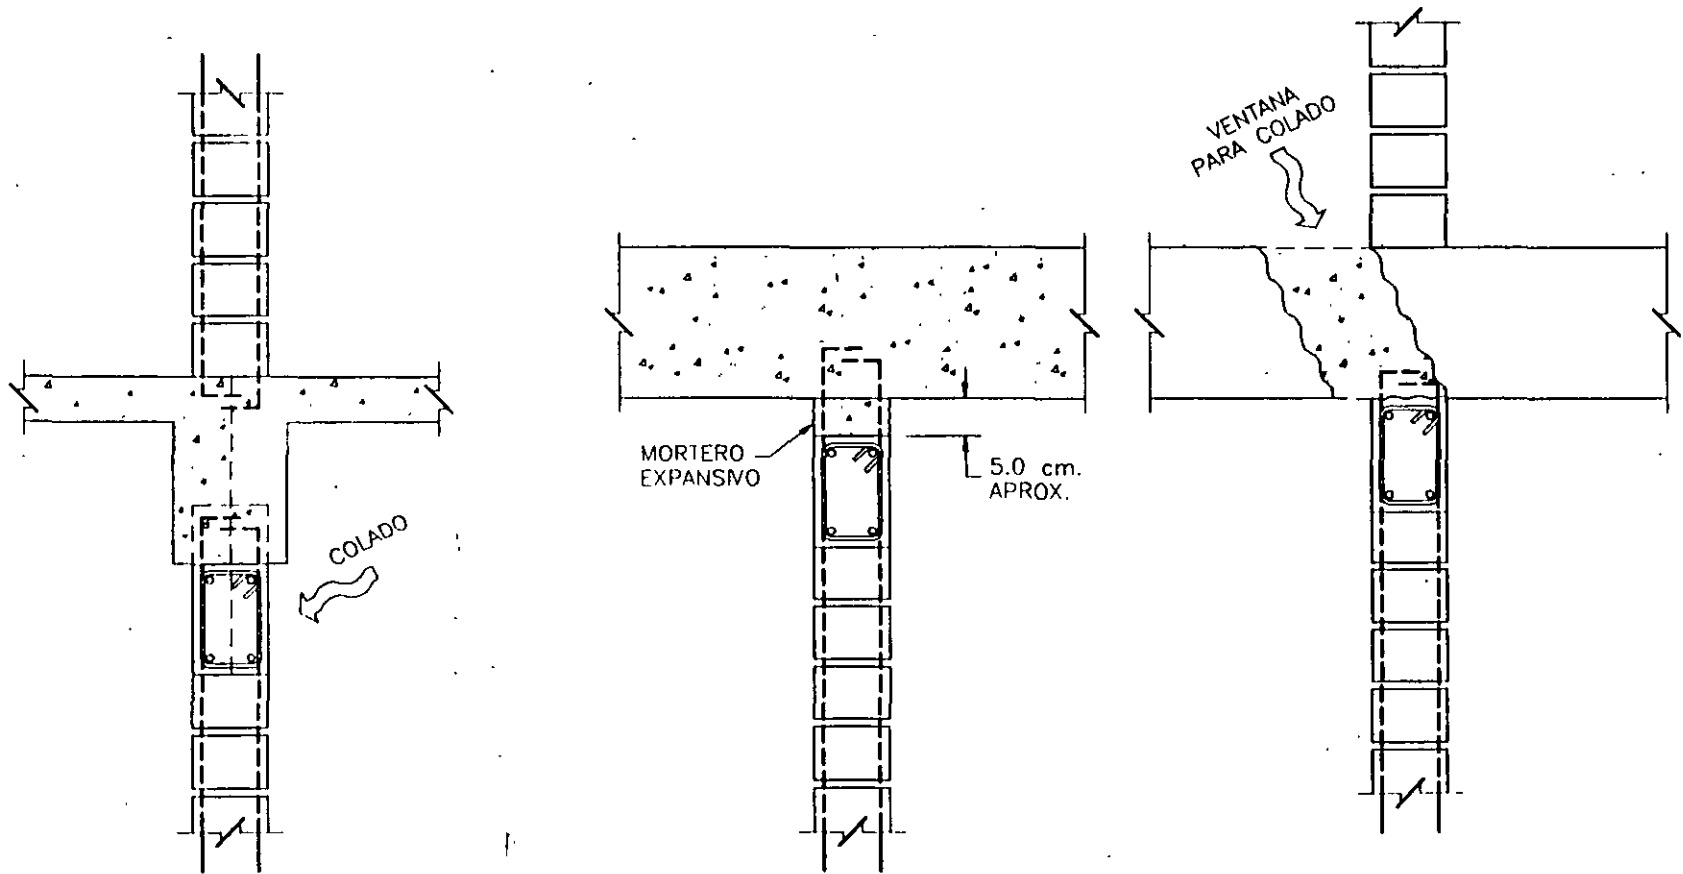 COLADO
MORTERO
EXPANSIVO
5.0 cm.
APROX.
VENTANA
PARA COLADO